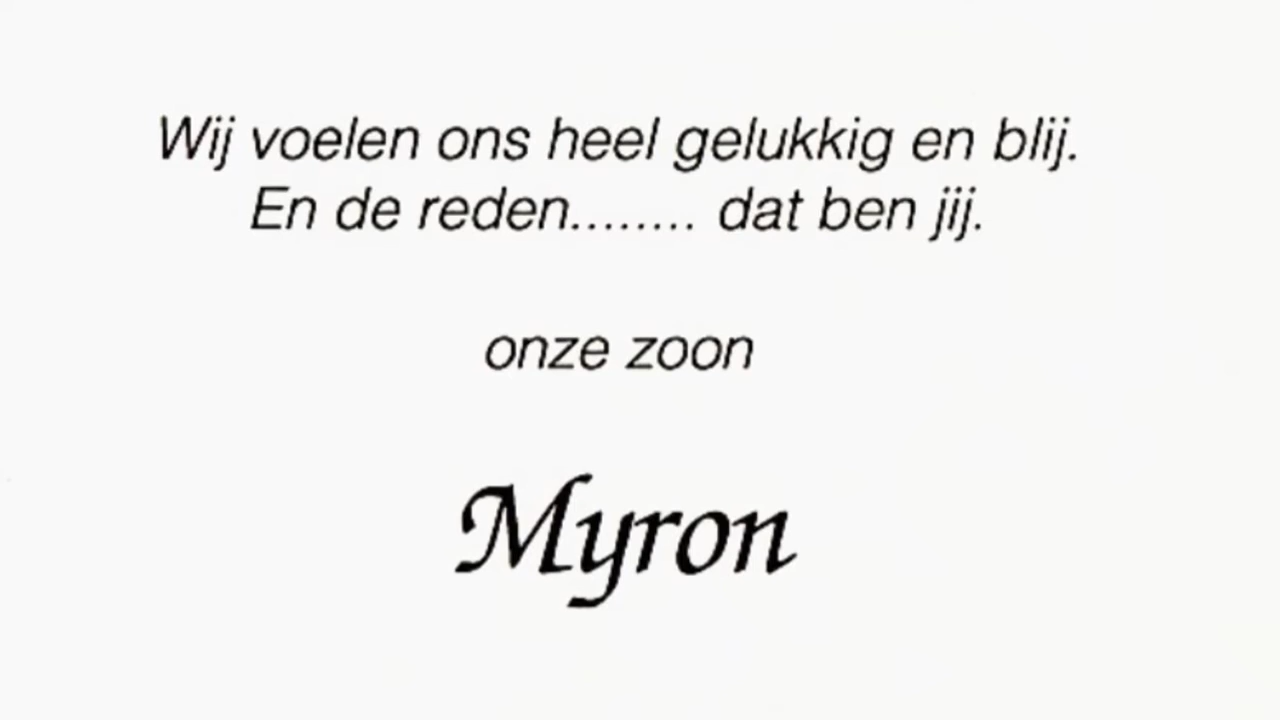 Wij voelen ons heel gelukkig en blij.
En de reden........ dat ben jij.
onze zoon
Myron